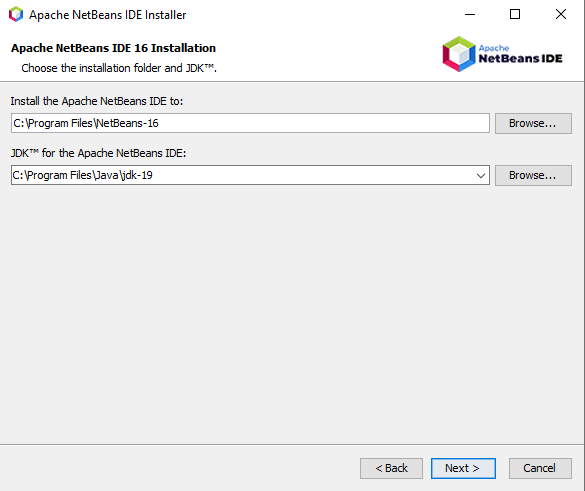 Apache NetBeans IDE Installer
Apache NetBeans IDE 16 Installation
Choose the installation folder and JDK™.
Apache
NetBeans IDE
Install the Apache NetBeans IDE to:
C:\Program Files\NetBeans-16
Browse...
JDK™ for the Apache NetBeans IDE:
C:\Program Files\Java\jdk-19
Browse...
< Back
Next >
Cancel